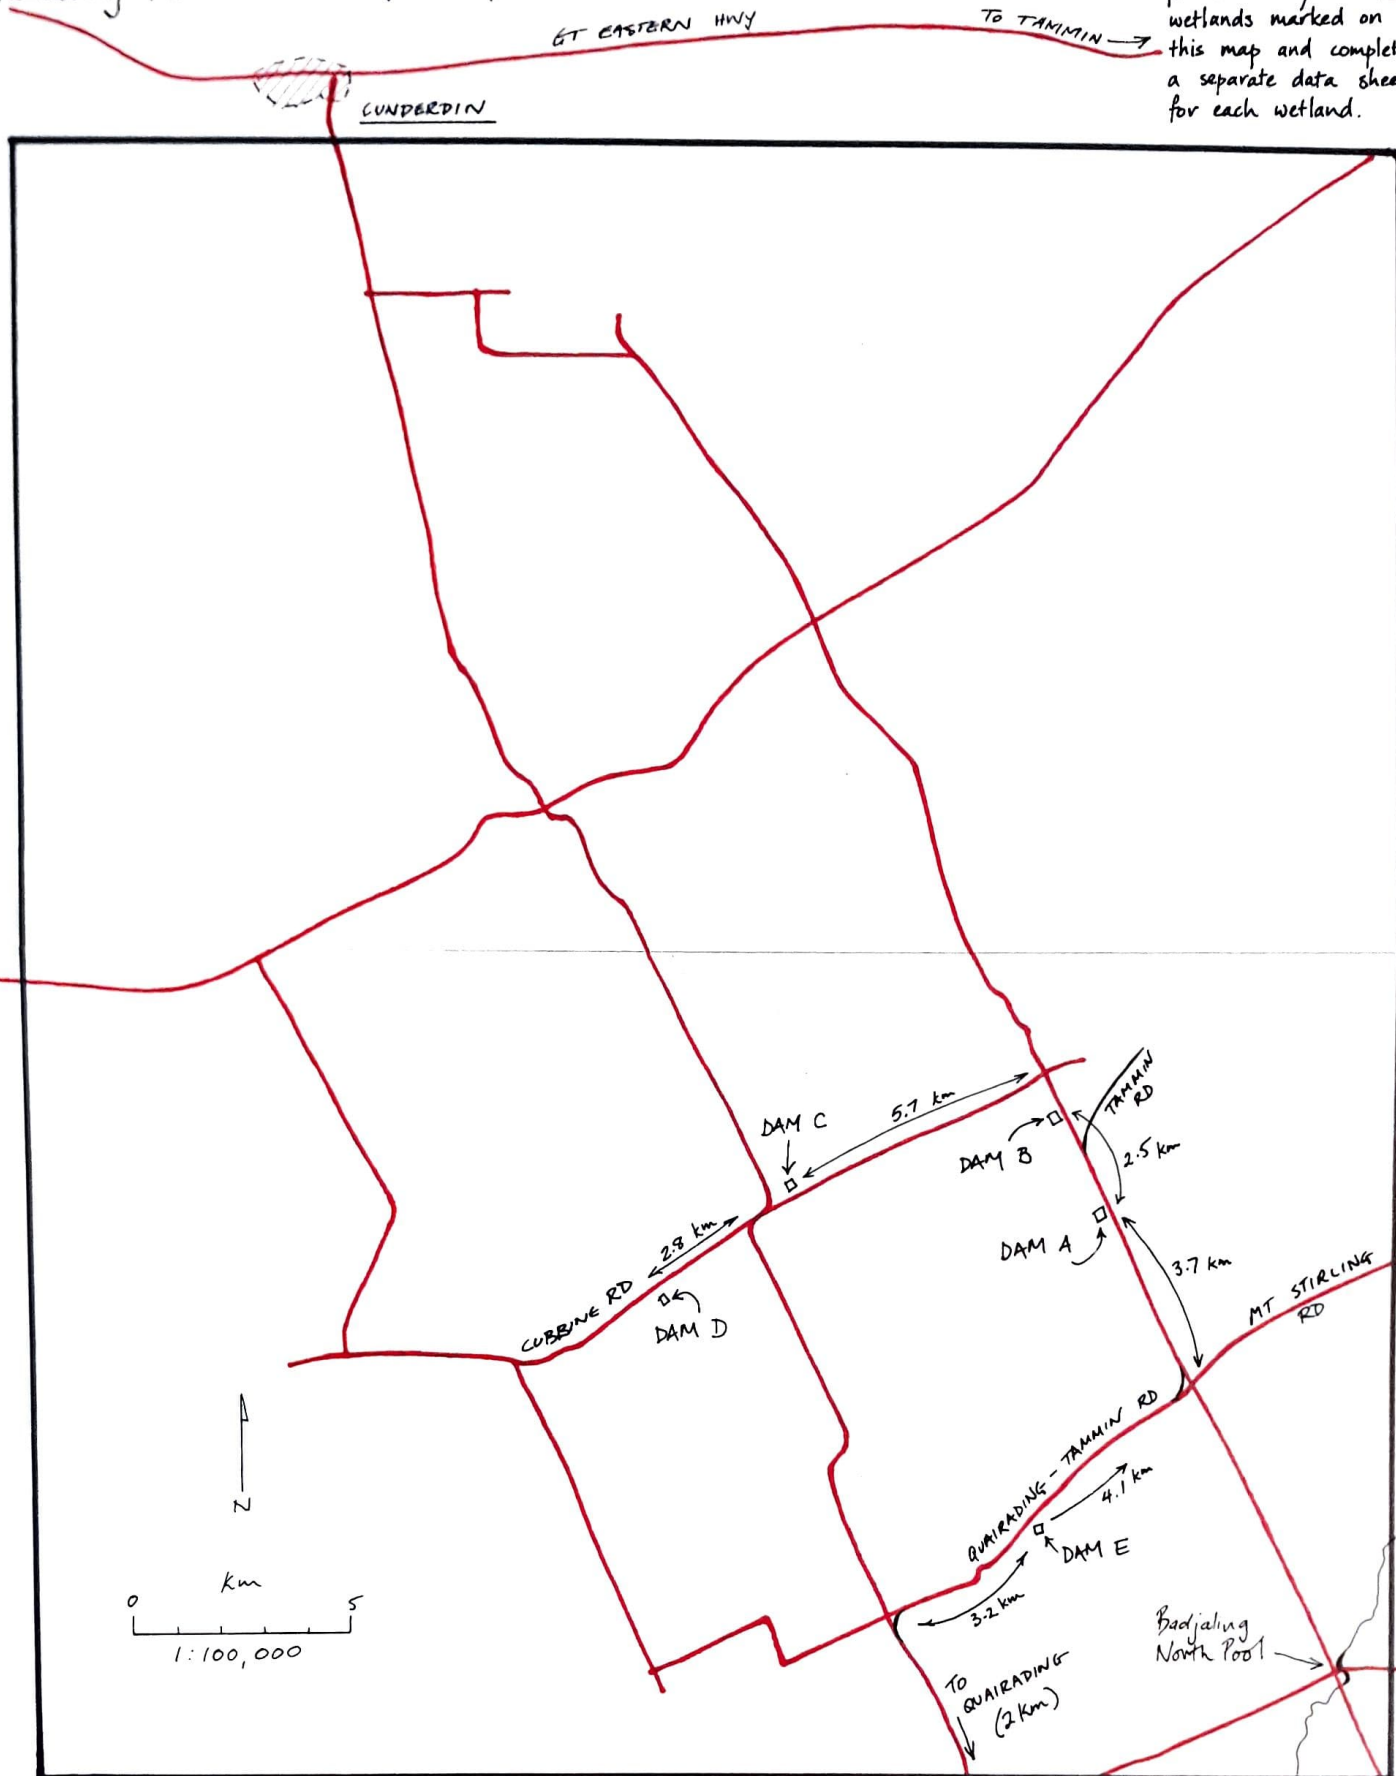 GT EASTERN HWY
TO TAMMIN
wetlands marked on
this map and complet
a separate data shee
for each wetland.
CUNDERDIN
TAMMIN
RD
5.7 km
DAM C
DAM B
2.5 km
DAM A
3.7 km
2.8 km
CUBBINE RD
DAM D
MT STIRLING
RD
QUAIRADING - TAMMIN RD
4.1 km
DAM E
3.2 km
N
Km
0 5
1:100,000
Badjaling
North Pool
TO
QUAIRADING
(2 km)